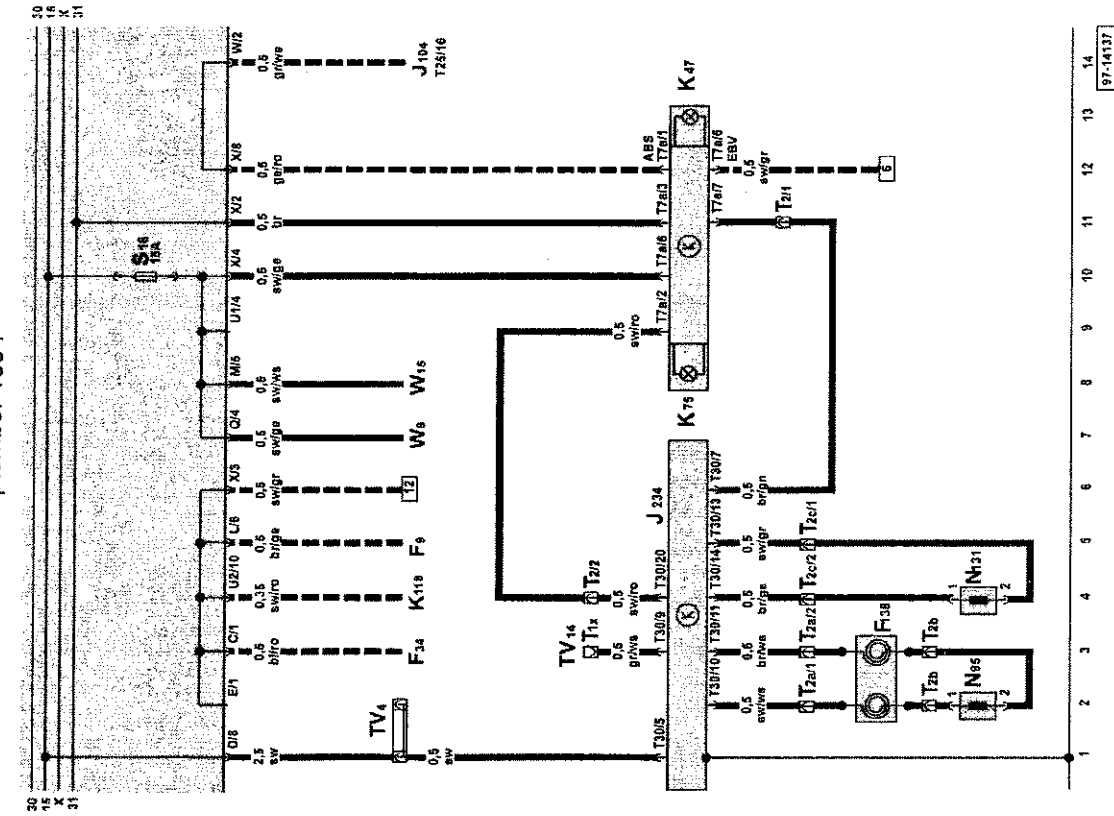 30
15
X
31
30
15
X
31
S16
15A
D/8
E/1
C/1
U2/10
L/6
X/3
Q/4
M/5
U1/4
X/4
X/2
X/8
W/2
2,5
sw
0,5
bl/ro
0,35
sw/ro
0,5
br/ge
0,5
sw/gr
0,5
sw/ge
0,5
sw/ws
0,5
sw/ge
0,5
br
0,5
ge/ro
0,5
gr/ws
TV4
0,5
sw
F34
K118
F9
12
W6
W15
J104
T25/16
TV14
T1x
0,5
gr/ws
T2/2
0,5
sw/ro
0,5
sw/ro
T30/5
T30/9
T30/20
J234
T7a/2
T7a/6
T7a/3
T7a/1
ABS
K
K
K75
K47
T30/10
T30/11
T30/14
T30/13
T30/7
T7a/7
EBV
0,5
sw/ws
0,5
br/ws
0,5
br/ge
0,5
sw/gr
0,5
br/gn
0,5
sw/gr
T2a/1
T2a/2
T2c/2
T2c/1
T2/1
6
F138
T2b
T2b
N95
1
2
N131
1
2
1
2
3
4
5
6
7
8
9
10
11
12
13
14
97-14137